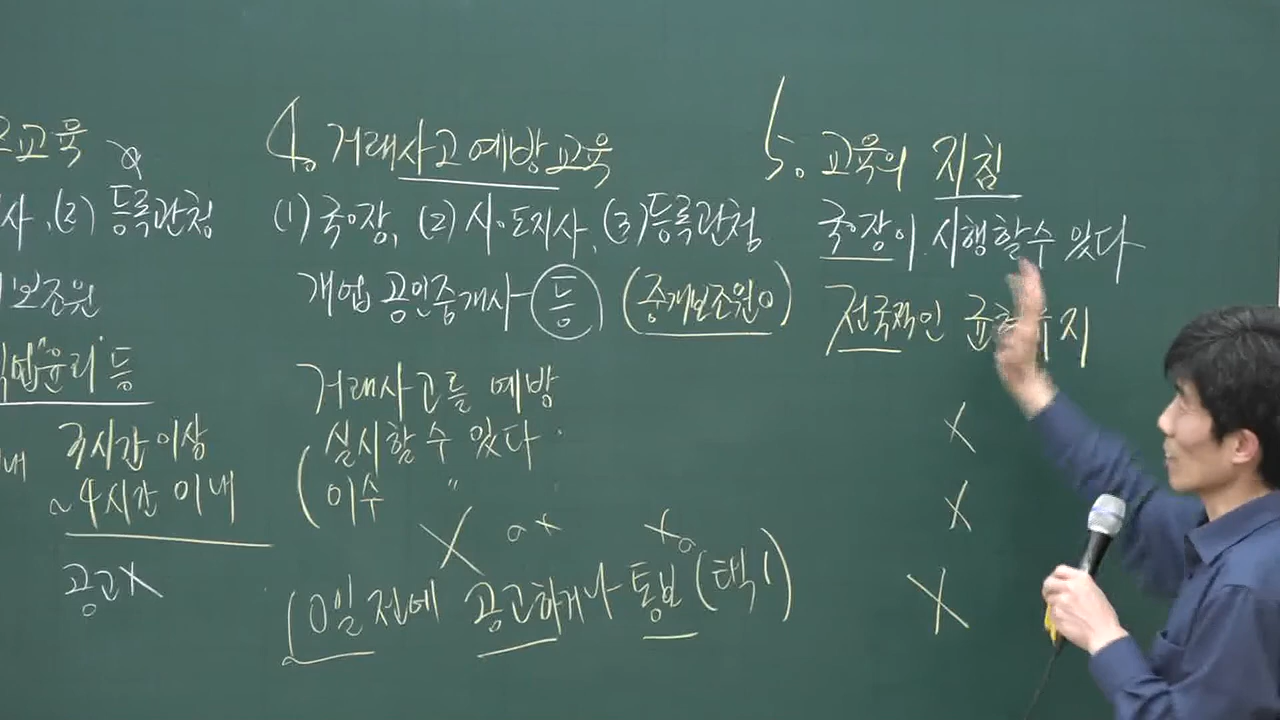 교육
사, (2) 등록관청
보조원
윤리" 등
3시간 이상
내 ~4시간 이내
공고X
4. 거래사고 예방교육
(1) 국•장, (2) 시•도지사, (3) 등록관청
개업 공인중개사 등 (중개보조원 O)
거래사고를 예방
실시할 수 있다.
이수 "
X
10일 전에 공고하거나 통보 (택1)
5. 교육의 지침
국•장이 시행할 수 있다
전국적인 균형 지
X
X
X